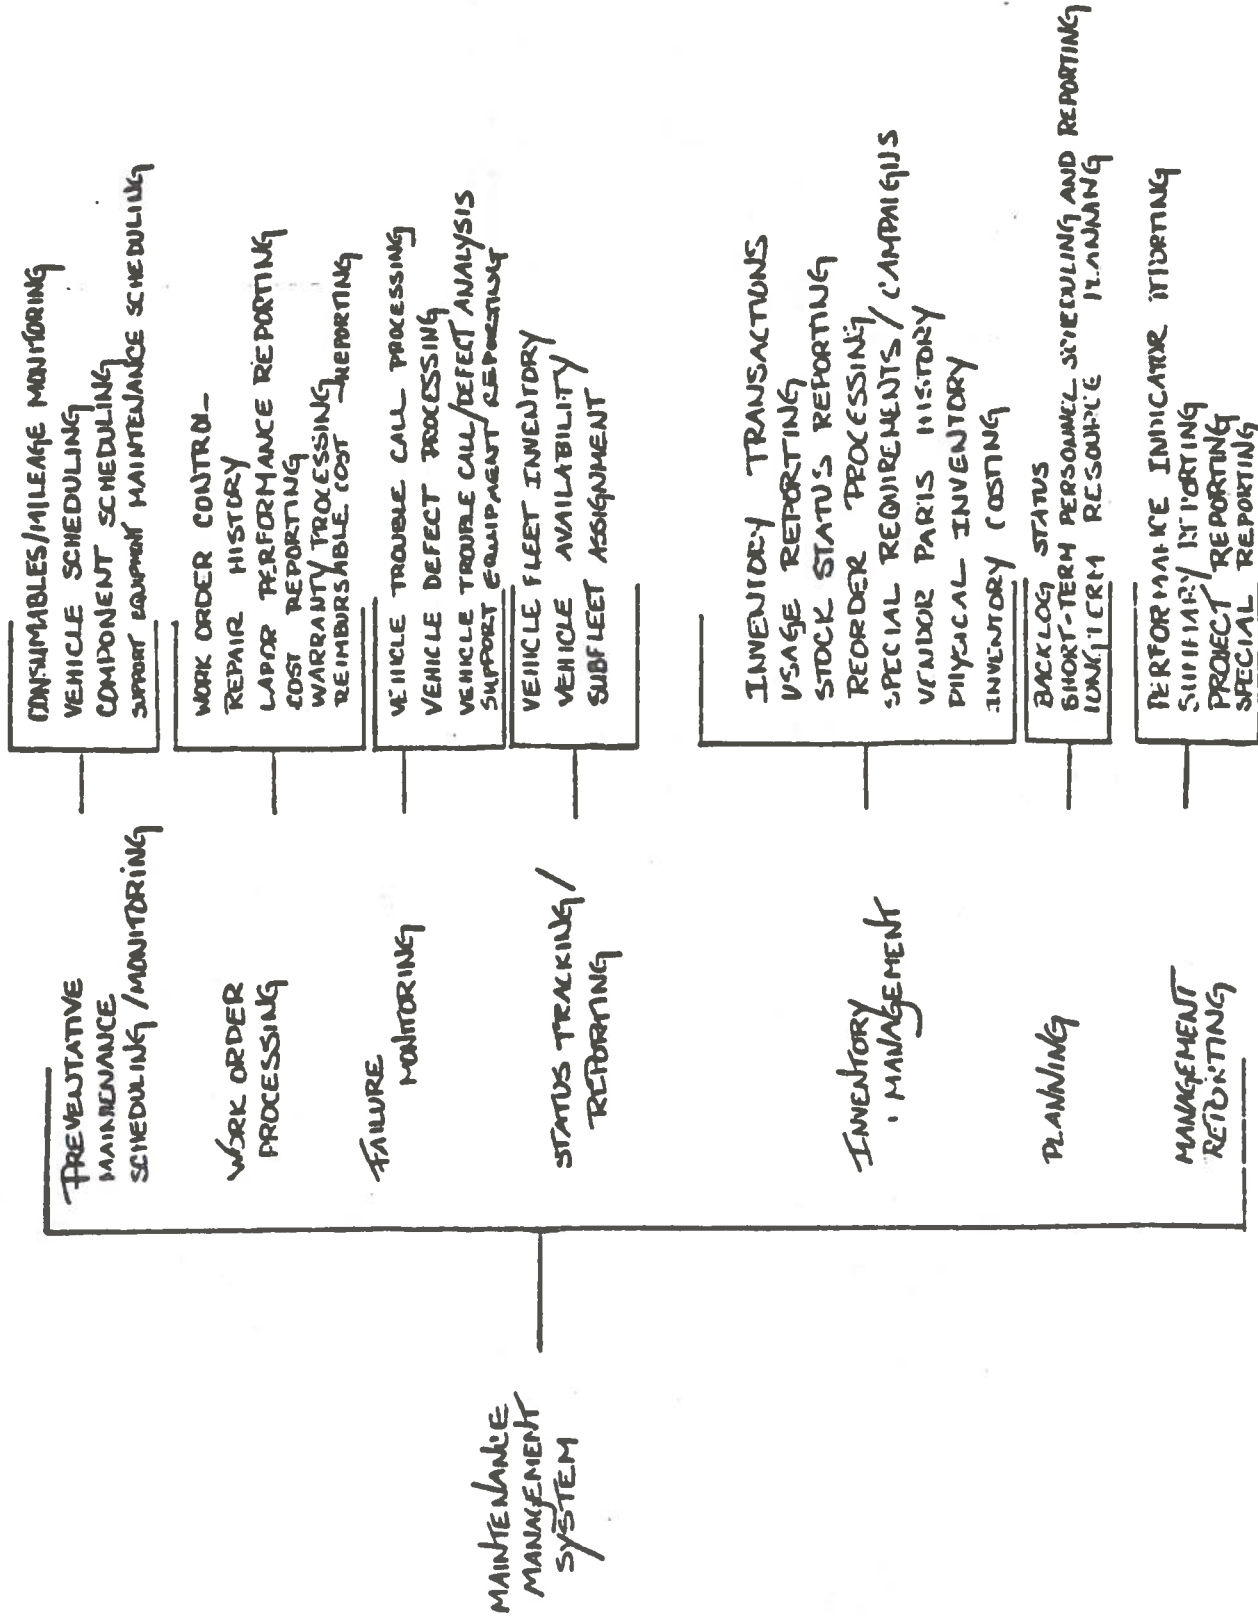 MAINTENANCE
MANAGEMENT
SYSTEM
PREVENTATIVE
MAINTENANCE
SCHEDULING/MONITORING
CONSUMABLES/MILEAGE MONITORING
VEHICLE SCHEDULING
COMPONENT SCHEDULING
SUPPORT EQUIPMENT MAINTENANCE SCHEDULING
WORK ORDER
PROCESSING
WORK ORDER CONTROL
REPAIR HISTORY
LABOR PERFORMANCE REPORTING
COST REPORTING
WARRANTY PROCESSING
REIMBURSABLE COST REPORTING
FAILURE
MONITORING
VEHICLE TROUBLE CALL PROCESSING
VEHICLE DEFECT PROCESSING
VEHICLE TROUBLE CALL/DEFECT ANALYSIS
SUPPORT EQUIPMENT REPORTING
STATUS TRACKING/
REPORTING
VEHICLE FLEET INVENTORY
VEHICLE AVAILABILITY
SUBFLEET ASSIGNMENT
INVENTORY
MANAGEMENT
INVENTORY TRANSACTIONS
USAGE REPORTING
STOCK STATUS REPORTING
REORDER PROCESSING
SPECIAL REQUIREMENTS/CAMPAIGNS
VENDOR PARTS HISTORY
PHYSICAL INVENTORY
INVENTORY COSTING
PLANNING
BACKLOG STATUS
SHORT-TERM PERSONNEL SCHEDULING AND REPORTING
LONG TERM RESOURCE PLANNING
MANAGEMENT
REPORTING
PERFORMANCE INDICATOR REPORTING
SUMMARY REPORTING
PROJECT REPORTING
SPECIAL REPORTING